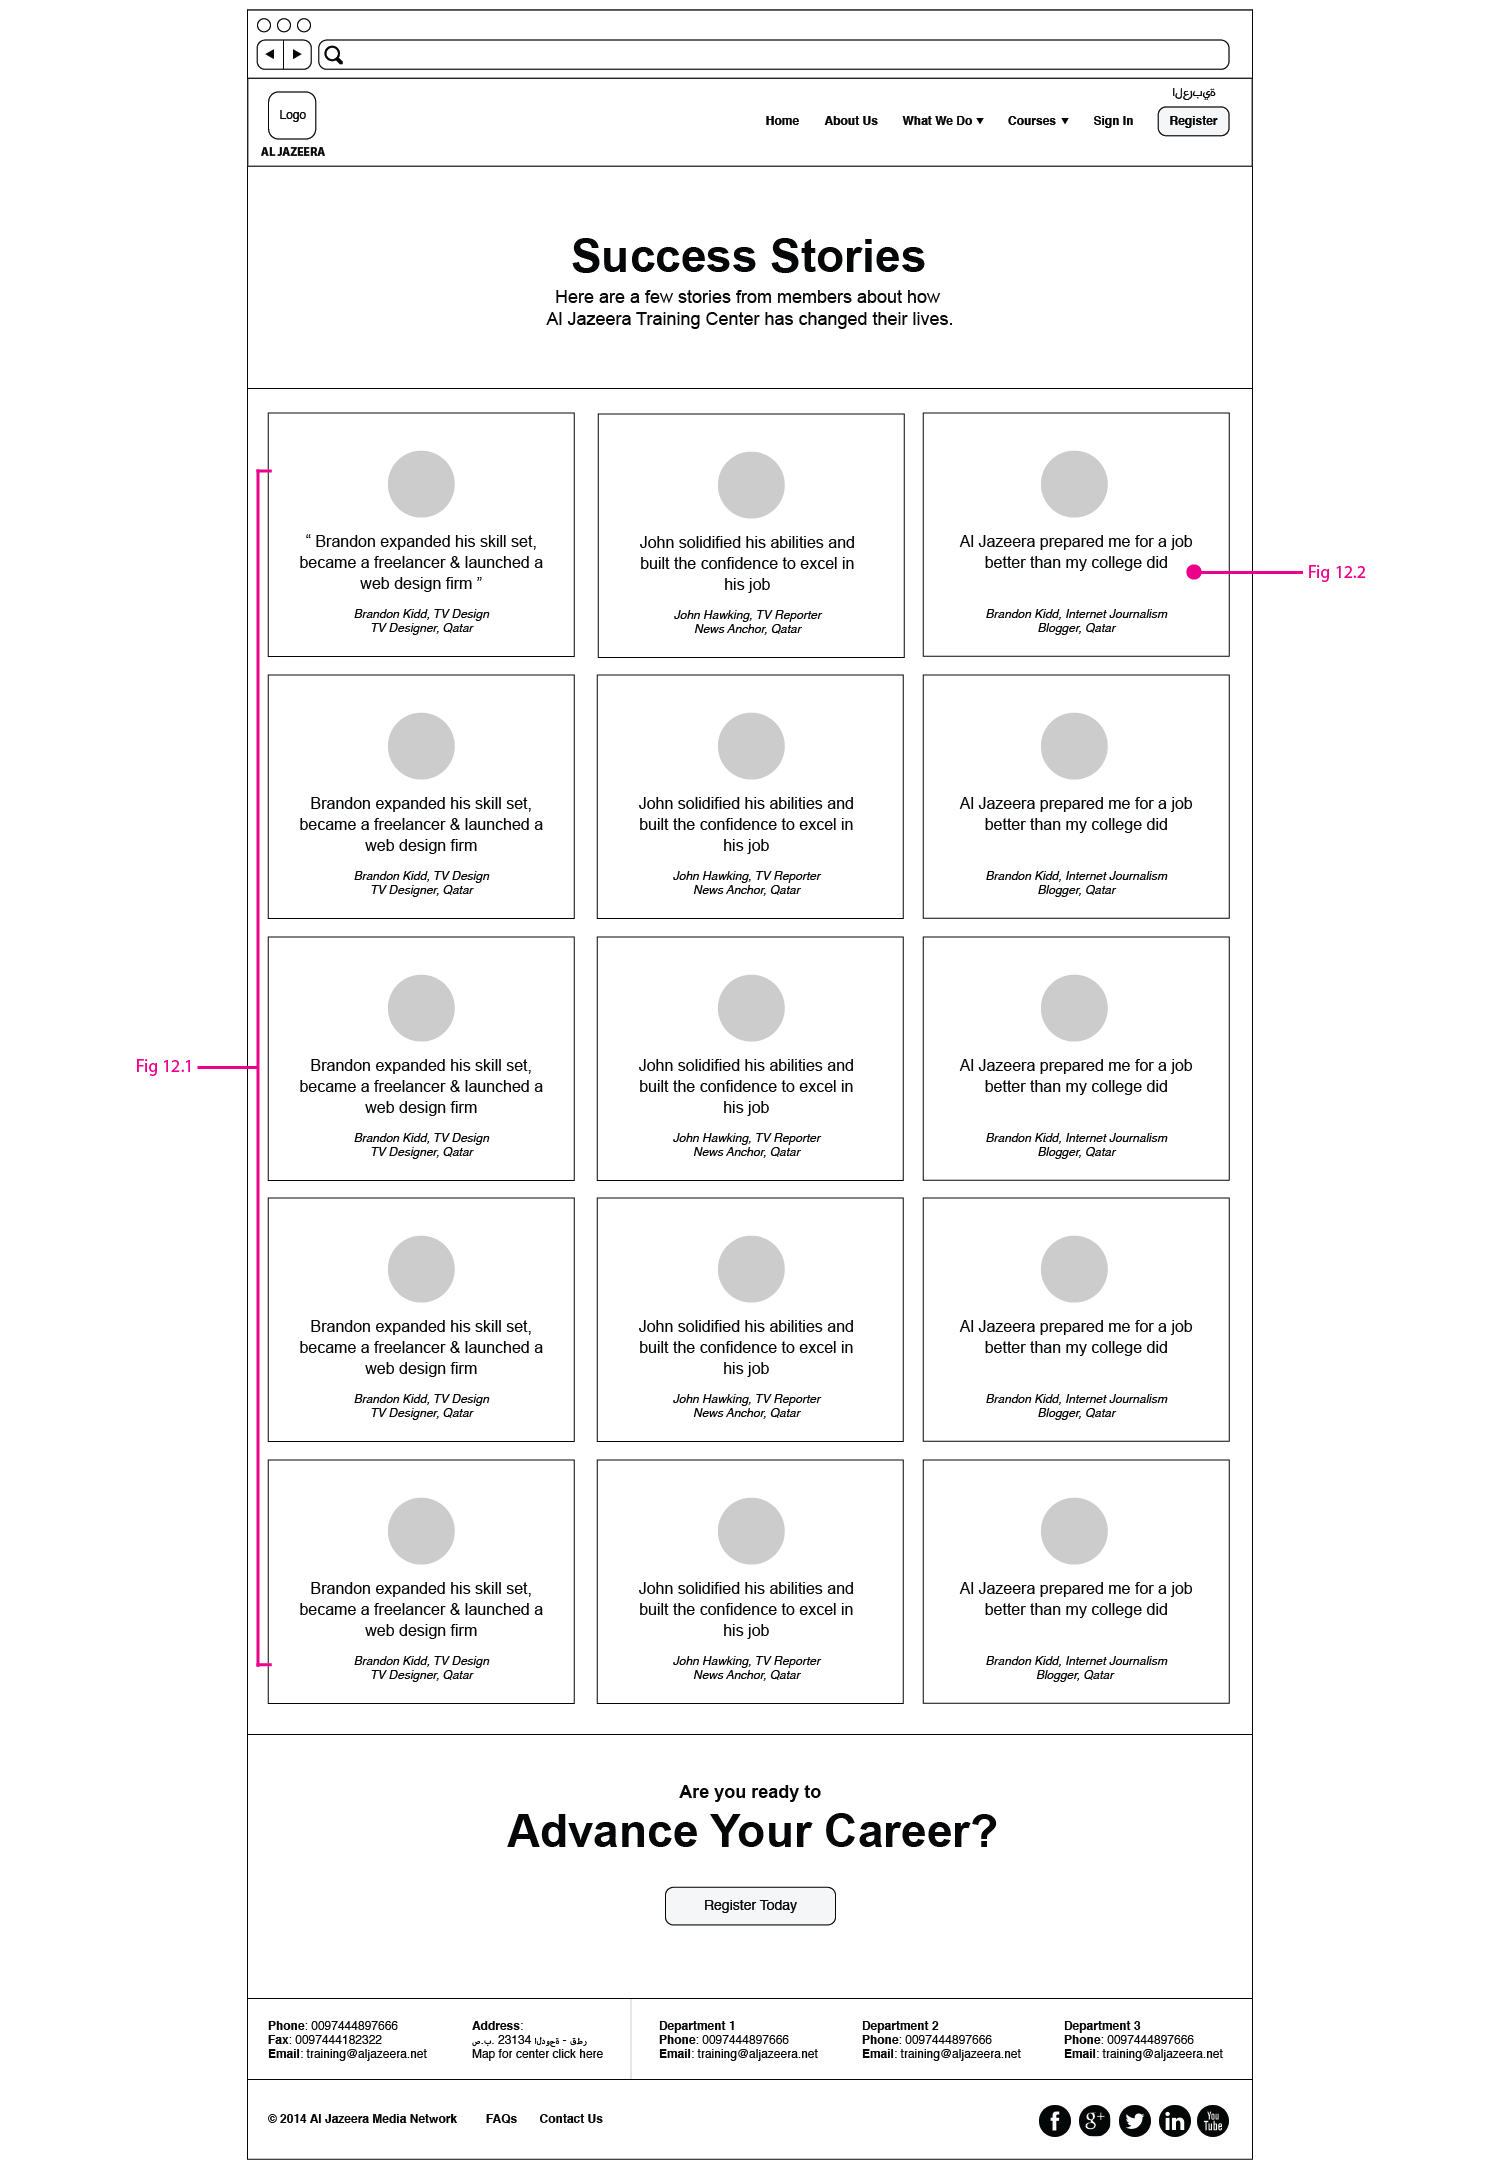 Logo
AL JAZEERA
Home About Us What We Do Courses Sign In
العربية
Register
Success Stories
Here are a few stories from members about how
Al Jazeera Training Center has changed their lives.
“ Brandon expanded his skill set,
became a freelancer & launched a
web design firm ”
Brandon Kidd, TV Design
TV Designer, Qatar
John solidified his abilities and
built the confidence to excel in
his job
John Hawking, TV Reporter
News Anchor, Qatar
Al Jazeera prepared me for a job
better than my college did
Brandon Kidd, Internet Journalism
Blogger, Qatar
Fig 12.2
Brandon expanded his skill set,
became a freelancer & launched a
web design firm
Brandon Kidd, TV Design
TV Designer, Qatar
John solidified his abilities and
built the confidence to excel in
his job
John Hawking, TV Reporter
News Anchor, Qatar
Al Jazeera prepared me for a job
better than my college did
Brandon Kidd, Internet Journalism
Blogger, Qatar
Fig 12.1
Brandon expanded his skill set,
became a freelancer & launched a
web design firm
Brandon Kidd, TV Design
TV Designer, Qatar
John solidified his abilities and
built the confidence to excel in
his job
John Hawking, TV Reporter
News Anchor, Qatar
Al Jazeera prepared me for a job
better than my college did
Brandon Kidd, Internet Journalism
Blogger, Qatar
Brandon expanded his skill set,
became a freelancer & launched a
web design firm
Brandon Kidd, TV Design
TV Designer, Qatar
John solidified his abilities and
built the confidence to excel in
his job
John Hawking, TV Reporter
News Anchor, Qatar
Al Jazeera prepared me for a job
better than my college did
Brandon Kidd, Internet Journalism
Blogger, Qatar
Brandon expanded his skill set,
became a freelancer & launched a
web design firm
Brandon Kidd, TV Design
TV Designer, Qatar
John solidified his abilities and
built the confidence to excel in
his job
John Hawking, TV Reporter
News Anchor, Qatar
Al Jazeera prepared me for a job
better than my college did
Brandon Kidd, Internet Journalism
Blogger, Qatar
Are you ready to
Advance Your Career?
Register Today
Phone: 0097444897666
Fax: 0097444182322
Email: training@aljazeera.net
Address:
ص.ب. 23134 الدوحة - قطر
Map for center click here
Department 1
Phone: 0097444897666
Email: training@aljazeera.net
Department 2
Phone: 0097444897666
Email: training@aljazeera.net
Department 3
Phone: 0097444897666
Email: training@aljazeera.net
© 2014 Al Jazeera Media Network FAQs Contact Us
f g+ in You Tube